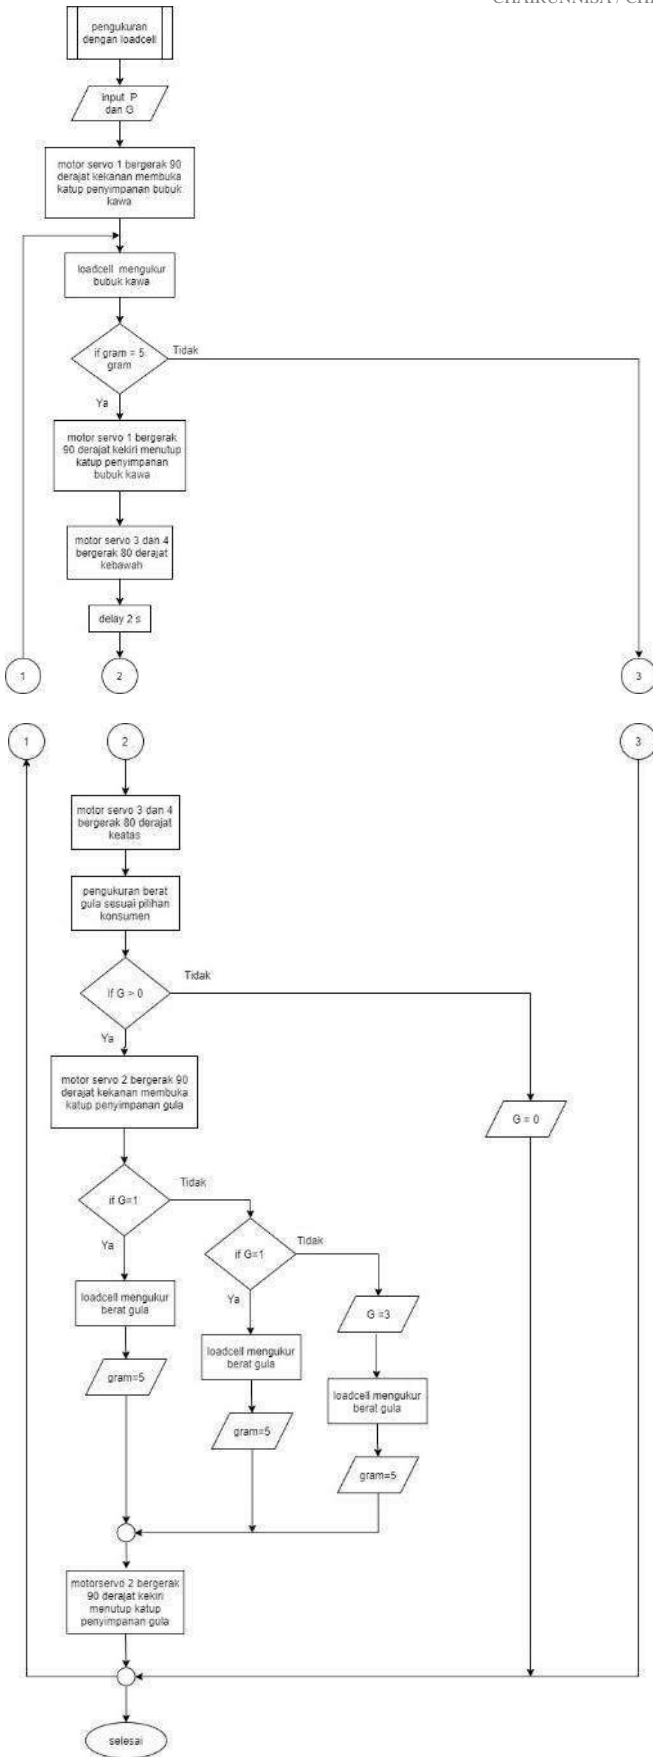 pengukuran
dengan loadcell
input P
dan G
motor servo 1 bergerak 90
derajat kekanan membuka
katup penyimpanan bubuk
kawa
loadcell mengukur
bubuk kawa
if gram = 5
gram
Tidak
Ya
motor servo 1 bergerak
90 derajat kekiri menutup
katup penyimpanan
bubuk kawa
motor servo 3 dan 4
bergerak 80 derajat
kebawah
delay 2 s
1
2
3
1
2
3
motor servo 3 dan 4
bergerak 80 derajat
keatas
pengukuran berat
gula sesuai pilihan
konsumen
if G > 0
Tidak
Ya
motor servo 2 bergerak 90
derajat kekanan membuka
katup penyimpanan gula
G = 0
if G=1
Tidak
Ya
if G=1
Tidak
Ya
loadcell mengukur
berat gula
G =3
loadcell mengukur
berat gula
gram=5
loadcell mengukur
berat gula
gram=5
gram=5
motorservo 2 bergerak
90 derajat kekiri
menutup katup
penyimpanan gula
selesai